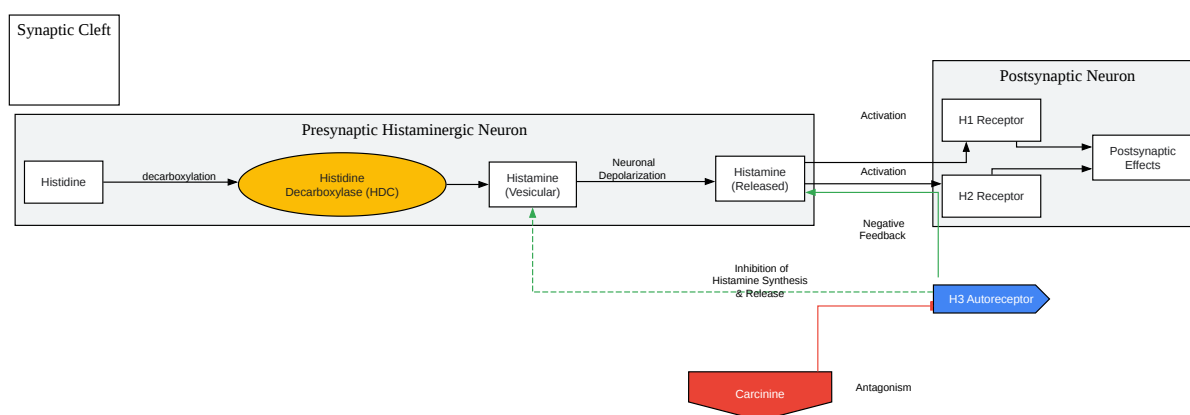 Synaptic Cleft
Postsynaptic Neuron
Presynaptic Histaminergic Neuron
Histidine
decarboxylation
Histidine
Decarboxylase (HDC)
Histamine
(Vesicular)
Neuronal
Depolarization
Histamine
(Released)
Activation
Activation
H1 Receptor
H2 Receptor
Postsynaptic
Effects
Negative
Feedback
Inhibition of
Histamine Synthesis
& Release
H3 Autoreceptor
Carcinine
Antagonism